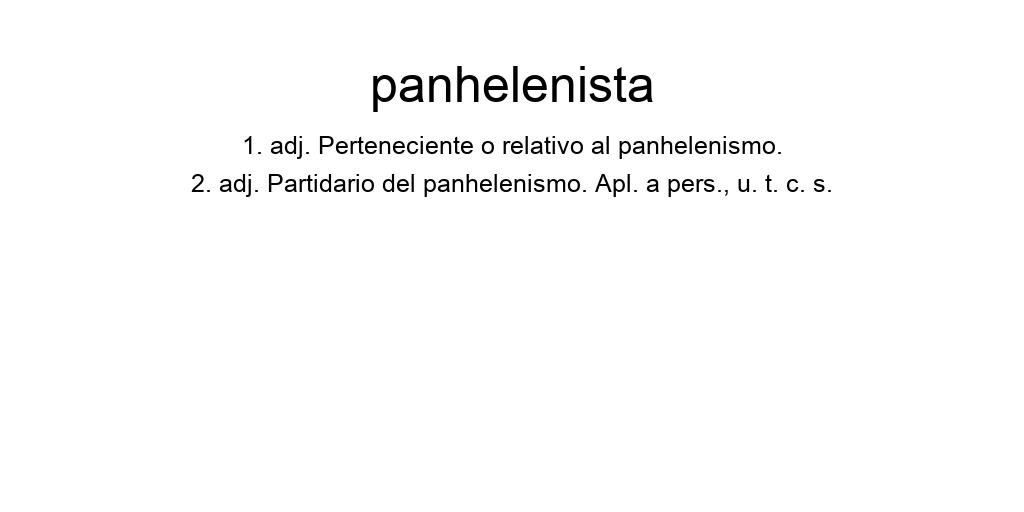 panhelenista
1. adj. Perteneciente o relativo al panhelenismo.
2. adj. Partidario del panhelenismo. Apl. a pers., u. t. c. s.